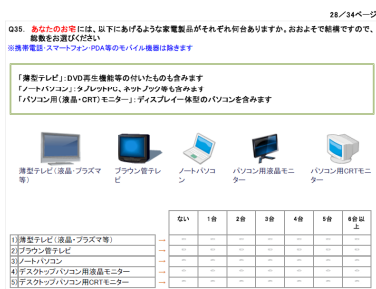 28／34ページ
Q35. あなたのお宅には、以下にあげるような家電製品がそれぞれ何台ありますか。おおよそで結構ですので、
総数をお選びください
※携帯電話・スマートフォン・PDA等のモバイル機器は除きます
「薄型テレビ」：DVD再生機能等の付いたものも含みます
「ノートパソコン」：タブレットPC、ネットブック等も含みます
「パソコン用（液晶・CRT）モニター」：ディスプレイ一体型のパソコンを含みます
薄型テレビ（液晶・プラズマ
等）
ブラウン管テレ
ビ
ノートパソコ
ン
パソコン用液晶モニ
ター
パソコン用CRTモニ
ター
ない 1台 2台 3台 4台 5台 6台以
上
1)薄型テレビ（液晶・プラズマ等） →
2)ブラウン管テレビ →
3)ノートパソコン →
4)デスクトップパソコン用液晶モニター →
5)デスクトップパソコン用CRTモニター →